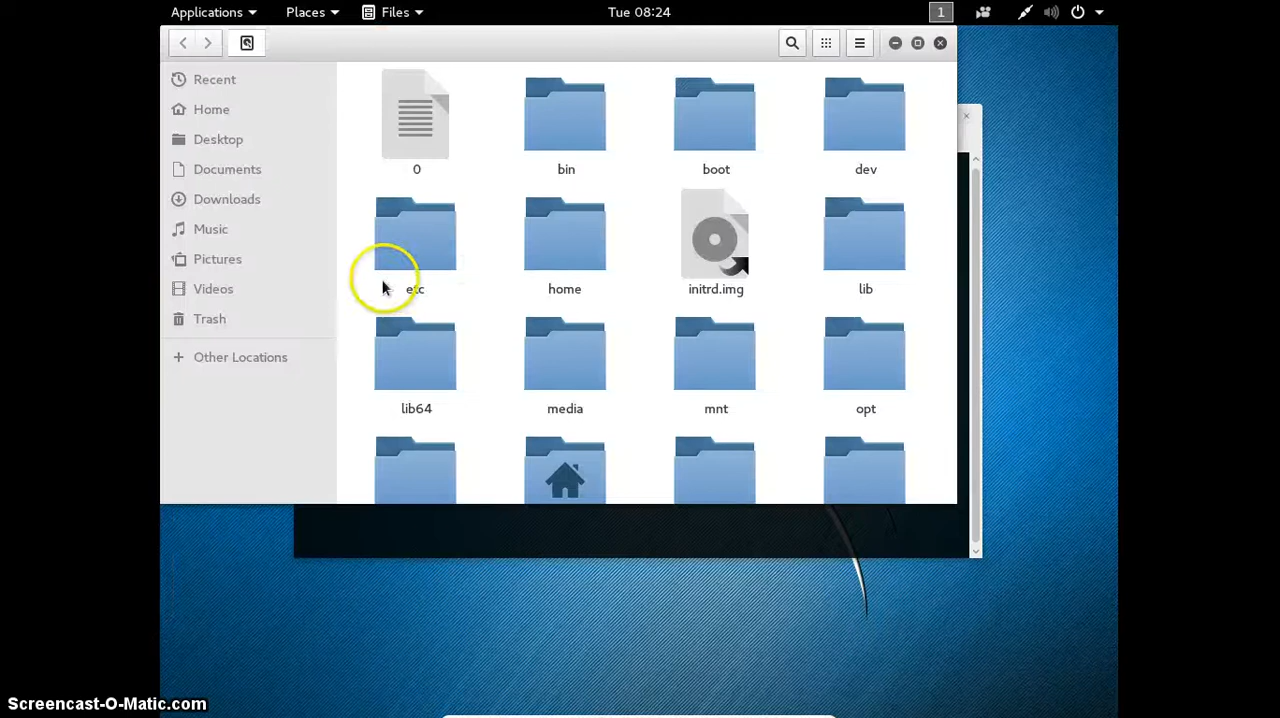 Applications Places Files Tue 08:24 1
Recent
Home
Desktop
Documents
Downloads
Music
Pictures
Videos
Trash
+ Other Locations
0 bin boot dev
etc home initrd.img lib
lib64 media mnt opt
Screencast-O-Matic.com